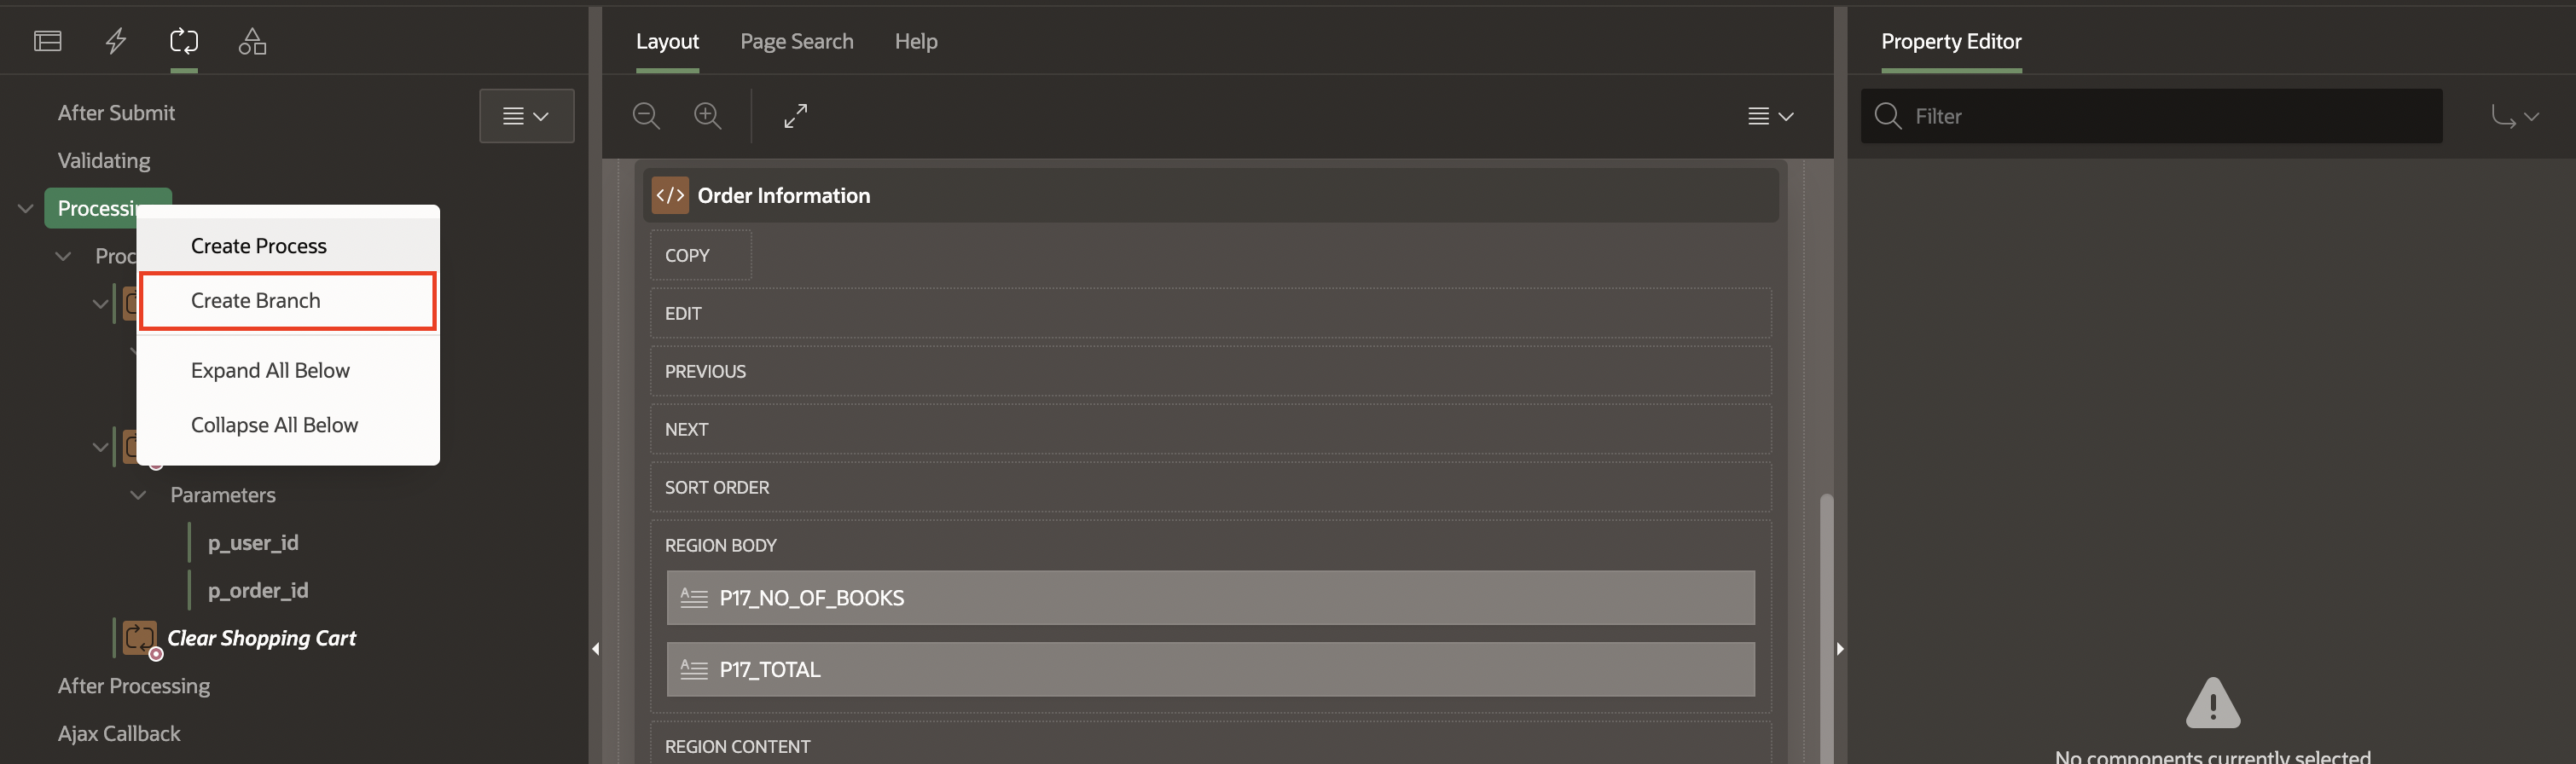 After Submit
Validating
Processin
Proc
Create Process
Create Branch
Expand All Below
Collapse All Below
Parameters
p_user_id
p_order_id
Clear Shopping Cart
After Processing
Ajax Callback
Layout Page Search Help
Order Information
COPY
EDIT
PREVIOUS
NEXT
SORT ORDER
REGION BODY
P17_NO_OF_BOOKS
P17_TOTAL
REGION CONTENT
Property Editor
Filter
No components currently selected